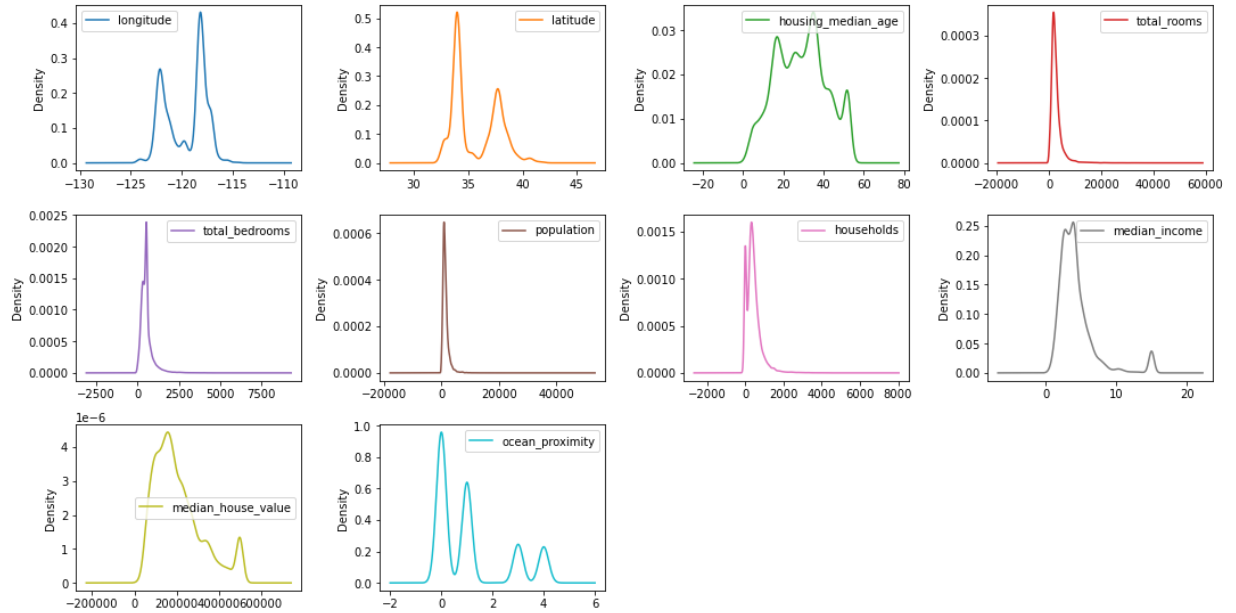 longitude
Density
0.4
0.3
0.2
0.1
0.0
−130 −125 −120 −115 −110
latitude
Density
0.5
0.4
0.3
0.2
0.1
0.0
30 35 40 45
housing_median_age
Density
0.03
0.02
0.01
0.00
−20 0 20 40 60 80
total_rooms
Density
0.0003
0.0002
0.0001
0.0000
−20000 0 20000 40000 60000
total_bedrooms
Density
0.0025
0.0020
0.0015
0.0010
0.0005
0.0000
−2500 0 2500 5000 7500
population
Density
0.0006
0.0004
0.0002
0.0000
−20000 0 20000 40000
households
Density
0.0015
0.0010
0.0005
0.0000
−2000 0 2000 4000 6000 8000
median_income
Density
0.25
0.20
0.15
0.10
0.05
0.00
0 10 20
1e−6
median_house_value
Density
4
3
2
1
0
−200000 0 200000 400000 600000
ocean_proximity
Density
1.0
0.8
0.6
0.4
0.2
0.0
−2 0 2 4 6